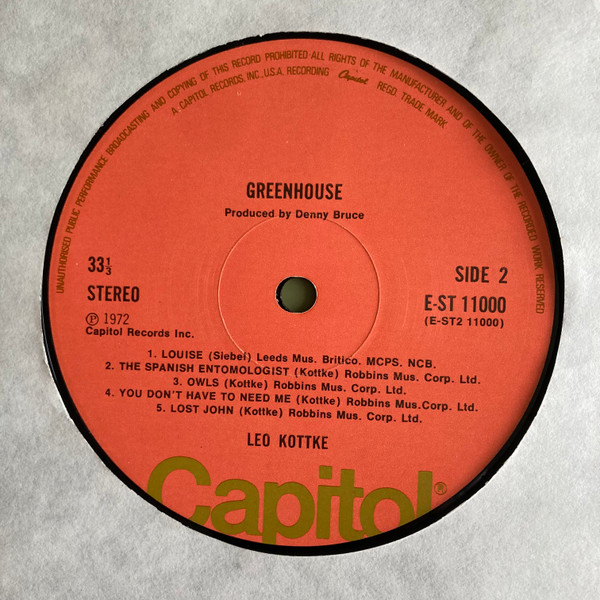 UNAUTHORISED PUBLIC PERFORMANCE BROADCASTING AND COPYING OF THIS RECORD PROHIBITED ALL RIGHTS OF THE MANUFACTURER AND OF THE OWNER OF THE RECORDED WORK RESERVED
A CAPITOL RECORDS, INC., U.S.A. RECORDING Capitol REGD. TRADE MARK
GREENHOUSE
Produced by Denny Bruce
33⅓
STEREO
Ⓟ 1972
Capitol Records Inc.
SIDE 2
E-ST 11000
(E-ST2 11000)
1. LOUISE (Siebel) Leeds Mus. Britico. MCPS. NCB.
2. THE SPANISH ENTOMOLOGIST (Kottke) Robbins Mus. Corp. Ltd.
3. OWLS (Kottke) Robbins Mus. Corp. Ltd.
4. YOU DON'T HAVE TO NEED ME (Kottke) Robbins Mus.Corp. Ltd.
5. LOST JOHN (Kottke) Robbins Mus. Corp. Ltd.
LEO KOTTKE
Capitol®